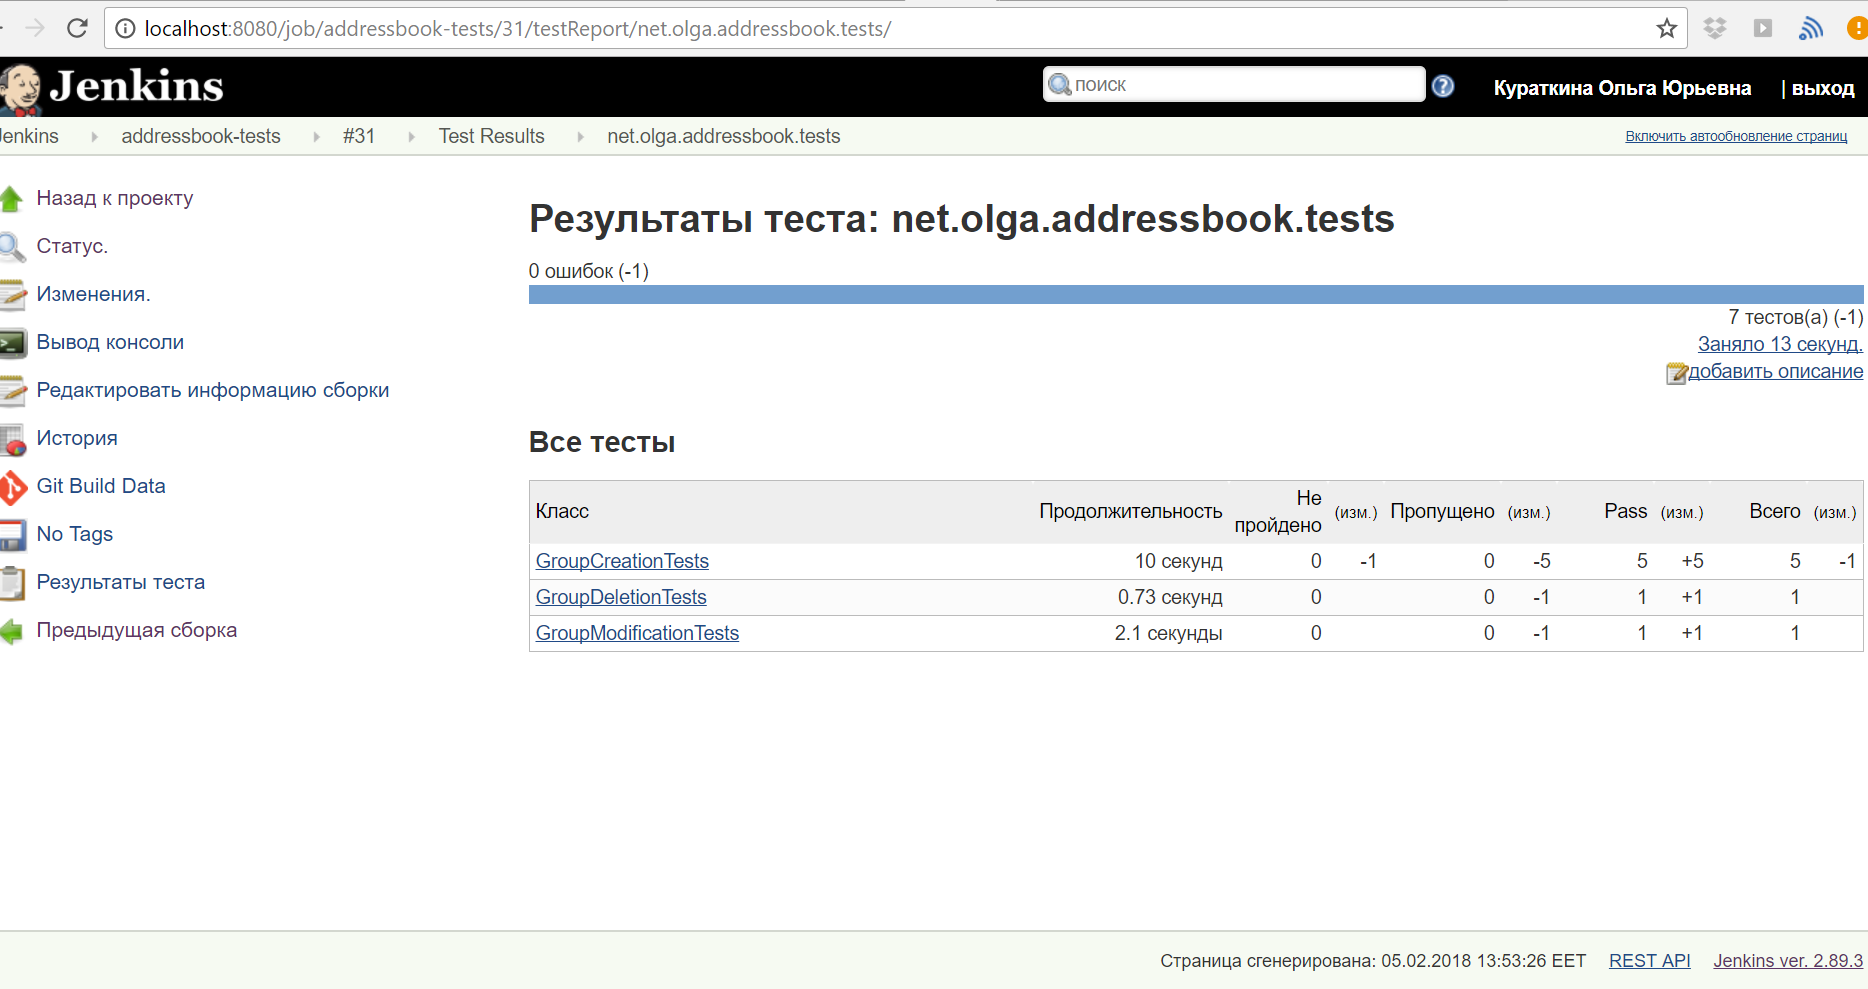 localhost:8080/job/addressbook-tests/31/testReport/net.olga.addressbook.tests/
Jenkins
поиск
Кураткина Ольга Юрьевна | выход
Jenkins addressbook-tests #31 Test Results net.olga.addressbook.tests
Включить автообновление страниц
Назад к проекту
Статус.
Изменения.
Вывод консоли
Редактировать информацию сборки
История
Git Build Data
No Tags
Результаты теста
Предыдущая сборка
Результаты теста: net.olga.addressbook.tests
0 ошибок (-1)
7 тестов(а) (-1)
Заняло 13 секунд.
добавить описание
Все тесты
Класс Продолжительность Не пройдено (изм.) Пропущено (изм.) Pass (изм.) Всего (изм.)
GroupCreationTests 10 секунд 0 -1 0 -5 5 +5 5 -1
GroupDeletionTests 0.73 секунд 0 0 -1 1 +1 1
GroupModificationTests 2.1 секунды 0 0 -1 1 +1 1
Страница сгенерирована: 05.02.2018 13:53:26 EET REST API Jenkins ver. 2.89.3